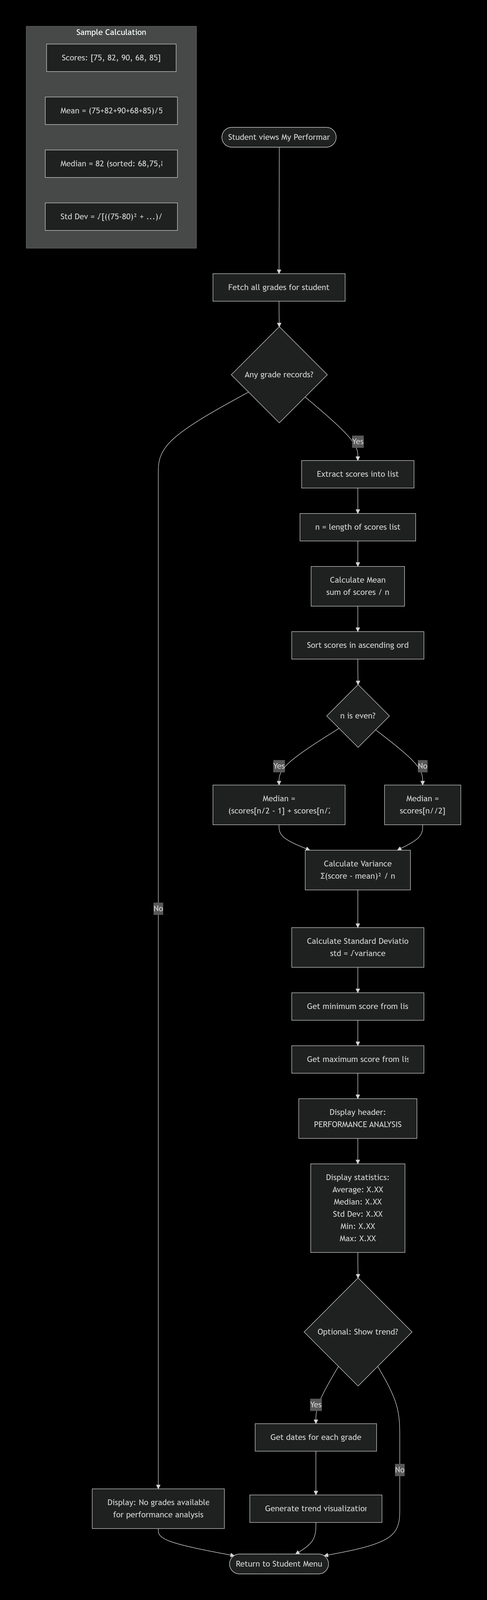 Sample Calculation
Scores: [75, 82, 90, 68, 85]
Mean = (75+82+90+68+85)/5
Median = 82 (sorted: 68,75,8
Std Dev = √[((75-80)² + ...)/
Student views My Performar
Fetch all grades for student
Any grade records?
Yes
Extract scores into list
n = length of scores list
Calculate Mean
sum of scores / n
Sort scores in ascending ord
n is even?
Yes
No
Median =
(scores[n/2 - 1] + scores[n/2
Median =
scores[n//2]
Calculate Variance
Σ(score - mean)² / n
No
Calculate Standard Deviatio
std = √variance
Get minimum score from lis
Get maximum score from lis
Display header:
PERFORMANCE ANALYSIS
Display statistics:
Average: X.XX
Median: X.XX
Std Dev: X.XX
Min: X.XX
Max: X.XX
Optional: Show trend?
Yes
Get dates for each grade
No
Display: No grades available
for performance analysis
Generate trend visualization
Return to Student Menu